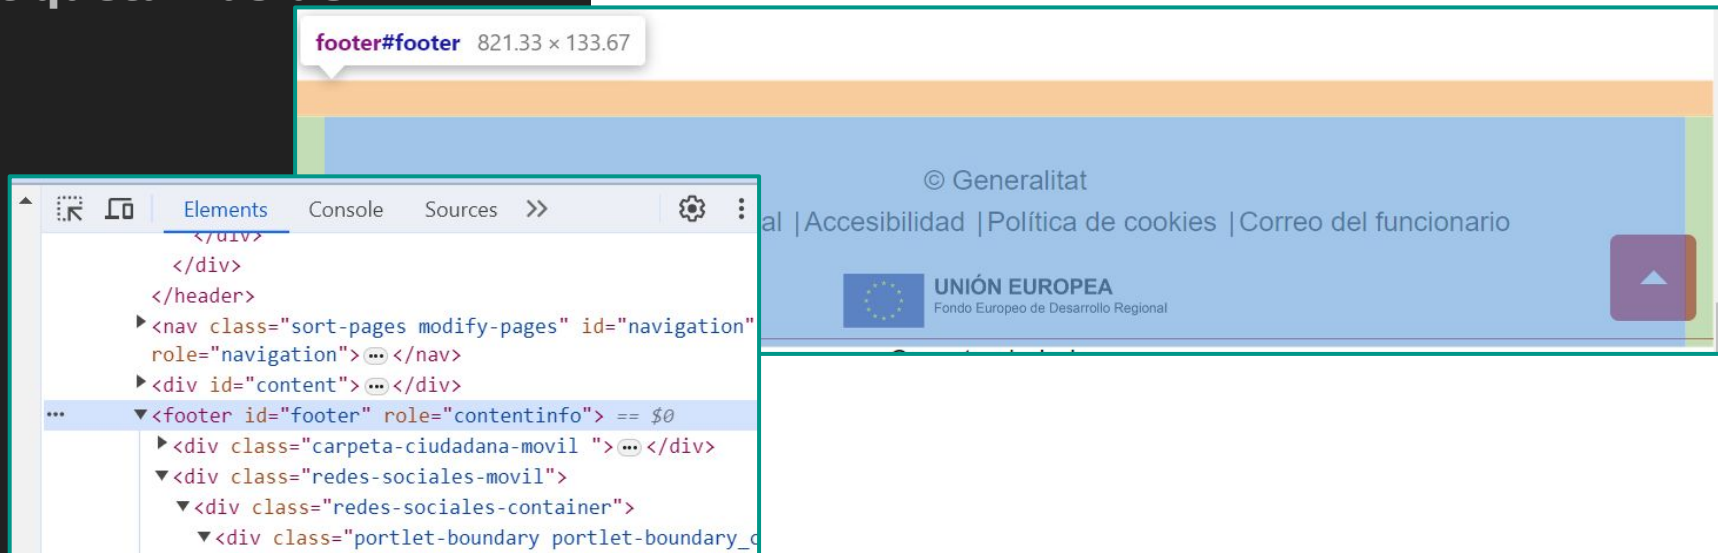 footer#footer 821.33 × 133.67
© Generalitat
al |Accesibilidad |Política de cookies |Correo del funcionario
UNIÓN EUROPEA
Fondo Europeo de Desarrollo Regional
Elements Console Sources >>
</div>
</div>
</header>
<nav class="sort-pages modify-pages" id="navigation"
role="navigation"> ... </nav>
<div id="content"> ... </div>
... <footer id="footer" role="contentinfo"> == $0
<div class="carpeta-ciudadana-movil "> ... </div>
<div class="redes-sociales-movil">
<div class="redes-sociales-container">
<div class="portlet-boundary portlet-boundary_c